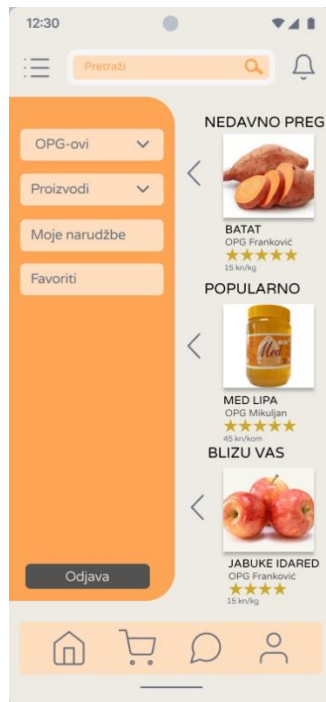 12:30
Pretraži
OPG-ovi
Proizvodi
Moje narudžbe
Favoriti
Odjava
NEDAVNO PREG
BATAT
OPG Franković
15 kn/kg
POPULARNO
Med
MED LIPA
OPG Mikuljan
45 kn/kom
BLIZU VAS
JABUKE IDARED
OPG Franković
15 kn/kg